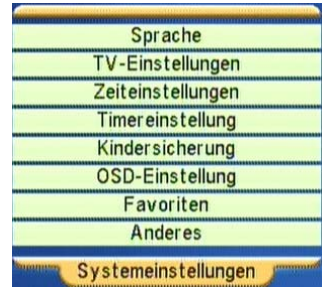 Sprache
TV-Einstellungen
Zeiteinstellungen
Timereinstellung
Kindersicherung
OSD-Einstellung
Favoriten
Anderes
Systemeinstellungen